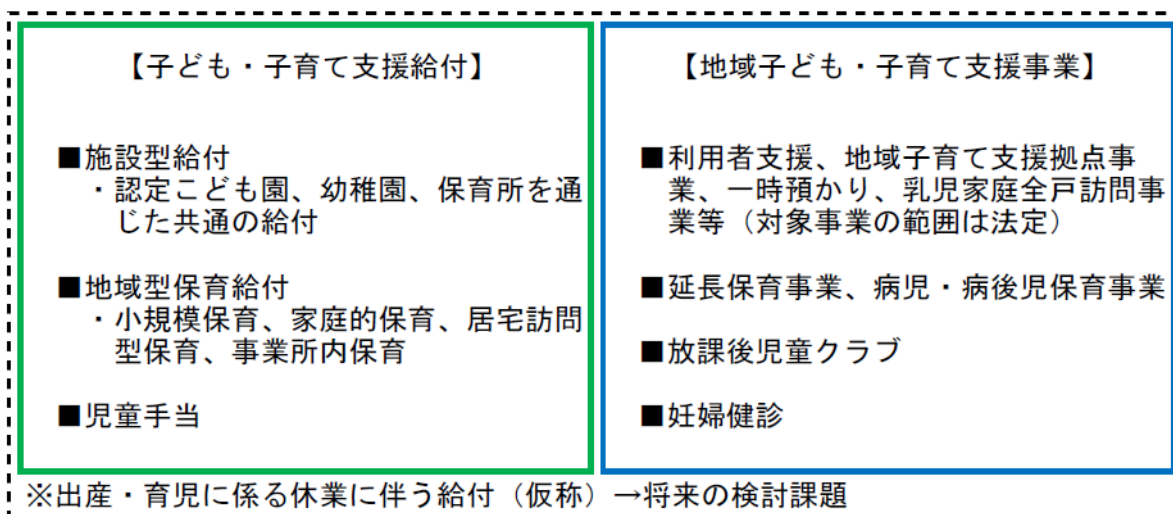 【子ども・子育て支援給付】
■施設型給付
・認定こども園、幼稚園、保育所を通
じた共通の給付
■地域型保育給付
・小規模保育、家庭的保育、居宅訪問
型保育、事業所内保育
■児童手当
【地域子ども・子育て支援事業】
■利用者支援、地域子育て支援拠点事
業、一時預かり、乳児家庭全戸訪問事
業等（対象事業の範囲は法定）
■延長保育事業、病児・病後児保育事業
■放課後児童クラブ
■妊婦健診
※出産・育児に係る休業に伴う給付（仮称）→将来の検討課題